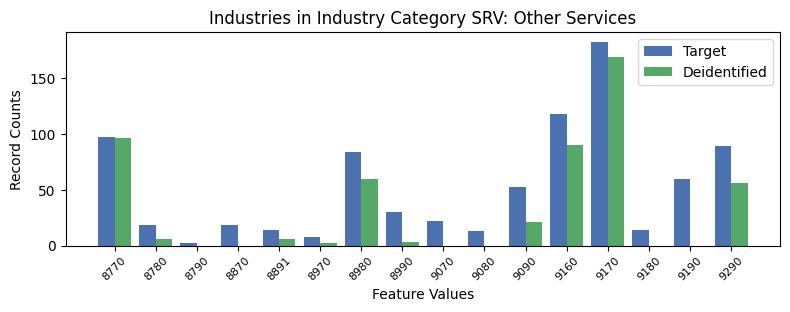 Industries in Industry Category SRV: Other Services
Target
Deidentified
Record Counts
150
100
50
0
8770 8780 8790 8870 8891 8970 8980 8990 9070 9080 9090 9160 9170 9180 9190 9290
Feature Values